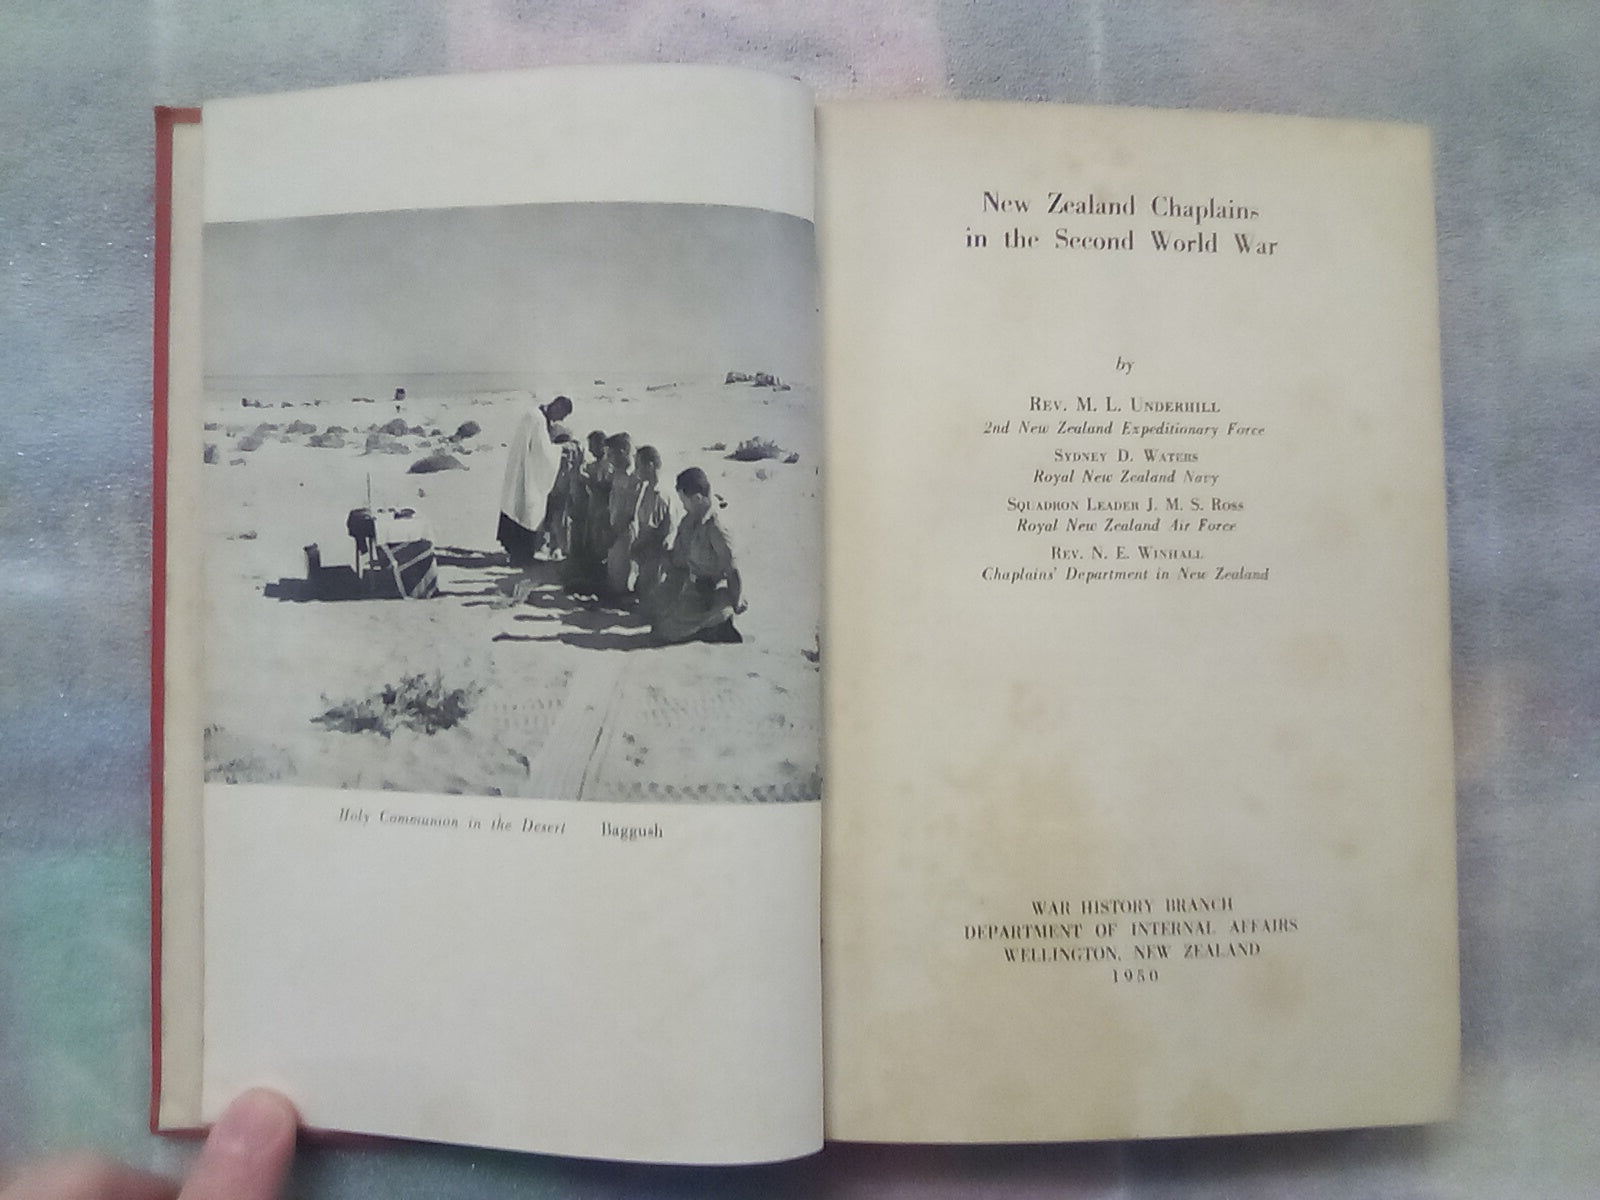 Holy Communion in the Desert Baggush
New Zealand Chaplains
in the Second World War
by
Rev. M. L. Underhill
2nd New Zealand Expeditionary Force
Sydney D. Waters
Royal New Zealand Navy
Squadron Leader J. M. S. Ross
Royal New Zealand Air Force
Rev. N. E. Winhall
Chaplains' Department in New Zealand
WAR HISTORY BRANCH
DEPARTMENT OF INTERNAL AFFAIRS
WELLINGTON, NEW ZEALAND
1950